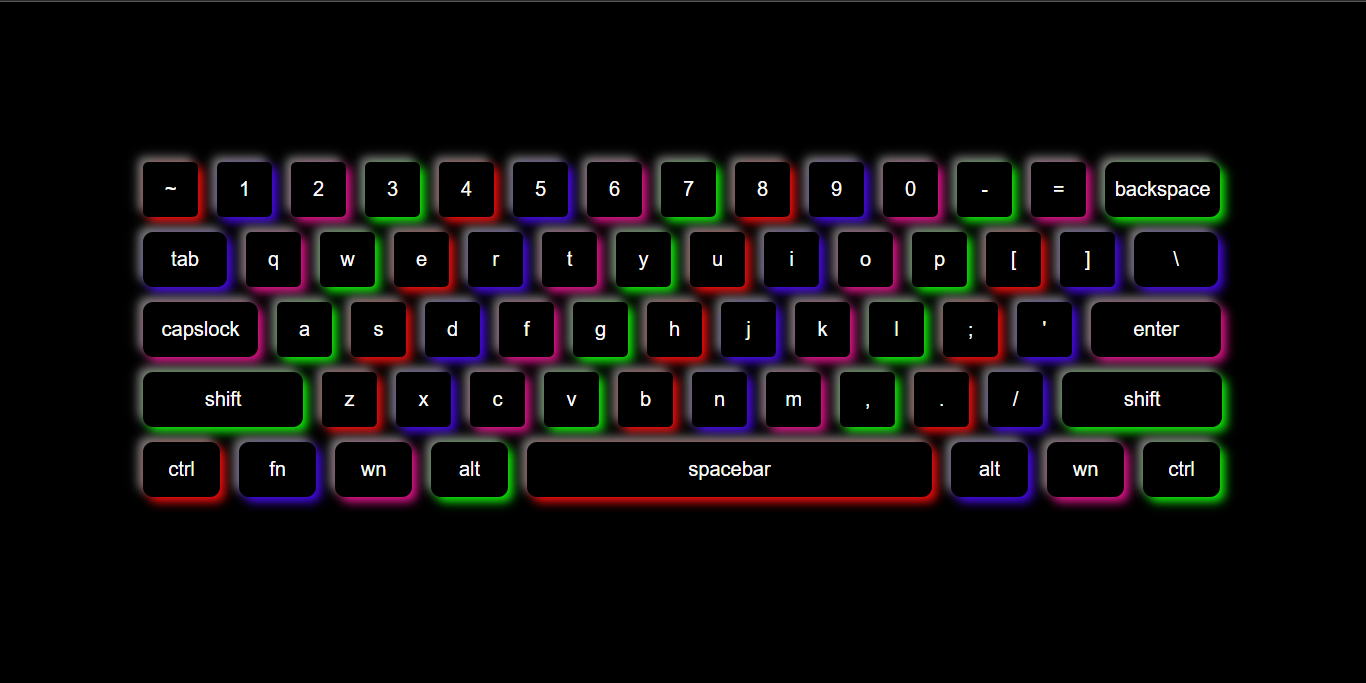 ~ 1 2 3 4 5 6 7 8 9 0 - = backspace
tab q w e r t y u i o p [ ] \
capslock a s d f g h j k l ; ' enter
shift z x c v b n m , . / shift
ctrl fn wn alt spacebar alt wn ctrl